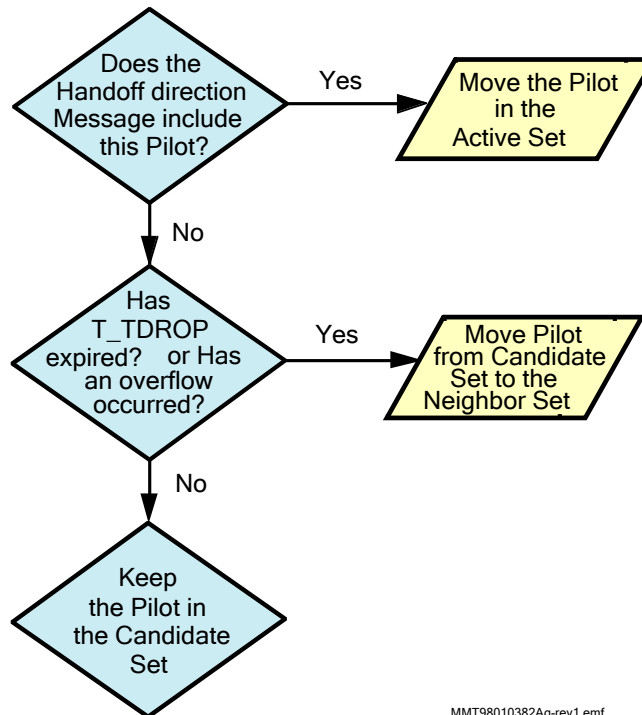 Does the
Handoff direction
Message include
this Pilot?
Yes
Move the Pilot
in the
Active Set
No
Has
T_TDROP
expired? or Has
an overflow
occurred?
Yes
Move Pilot
from Candidate
Set to the
Neighbor Set
No
Keep
the Pilot in
the Candidate
Set
MMT98010382Ag-rev1.emf